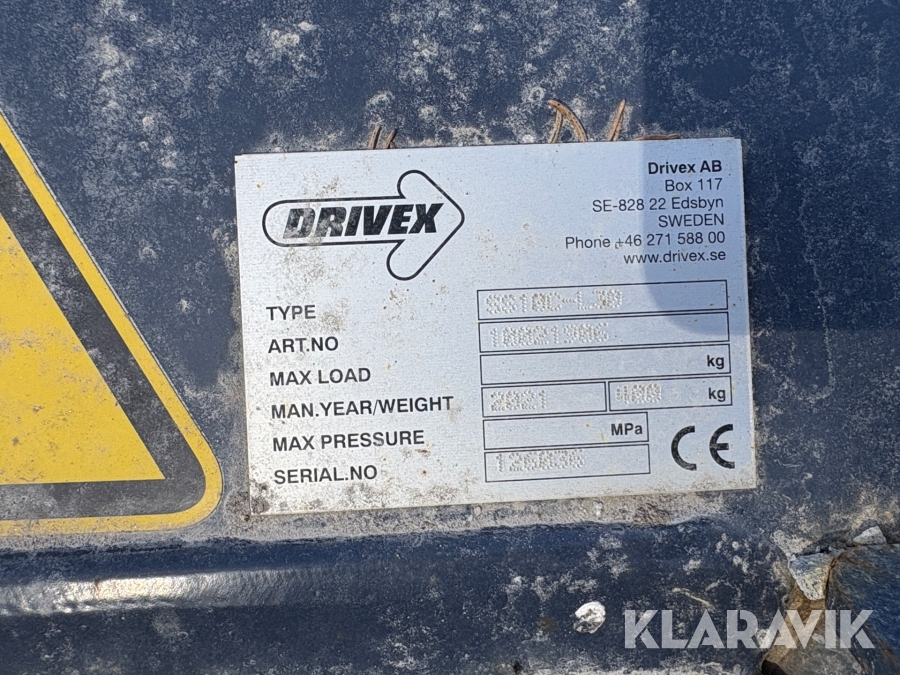 DRIVEX
Drivex AB
Box 117
SE-828 22 Edsbyn
SWEDEN
Phone +46 271 588 00
www.drivex.se
TYPE
ART.NO
MAX LOAD kg
MAN.YEAR/WEIGHT 2021 kg
MAX PRESSURE MPa
SERIAL.NO
CE
KLARAVIK